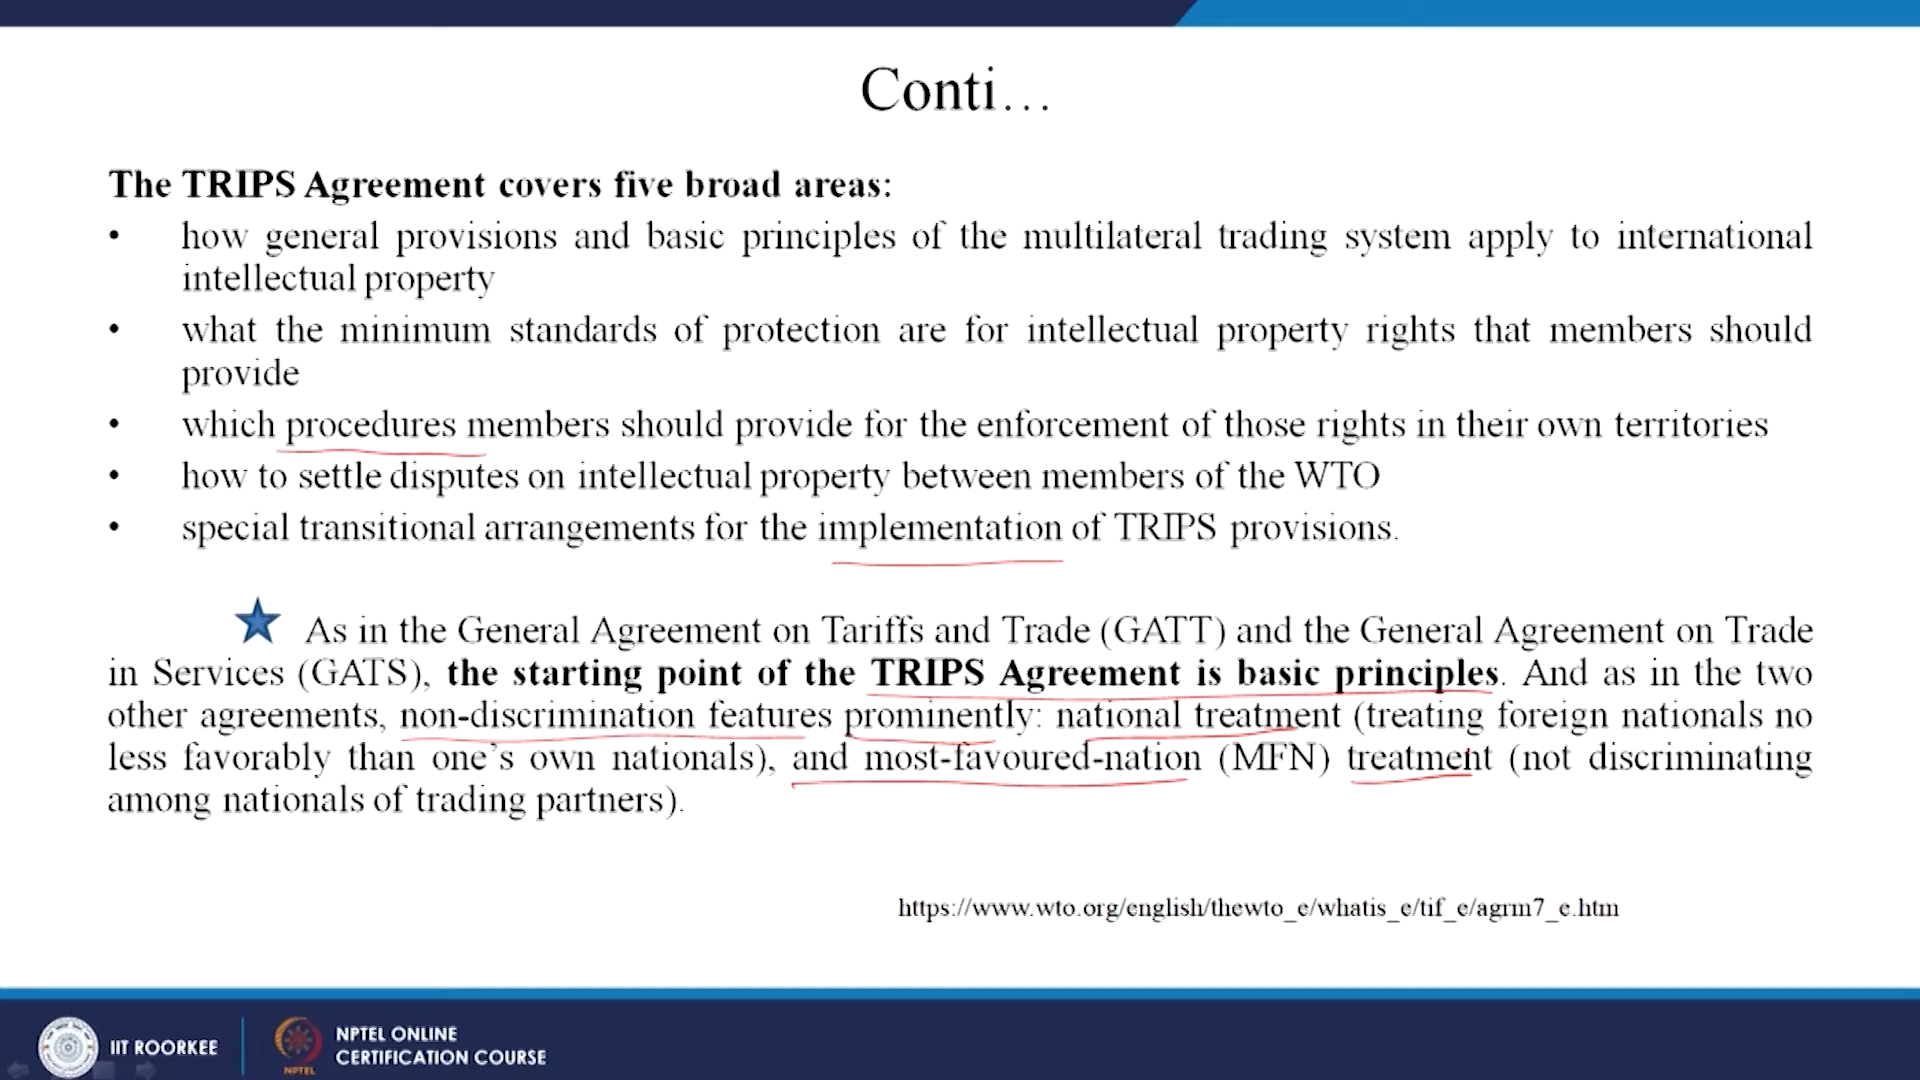 Conti…
The TRIPS Agreement covers five broad areas:
• how general provisions and basic principles of the multilateral trading system apply to international
intellectual property
• what the minimum standards of protection are for intellectual property rights that members should
provide
• which procedures members should provide for the enforcement of those rights in their own territories
• how to settle disputes on intellectual property between members of the WTO
• special transitional arrangements for the implementation of TRIPS provisions.
As in the General Agreement on Tariffs and Trade (GATT) and the General Agreement on Trade
in Services (GATS), the starting point of the TRIPS Agreement is basic principles. And as in the two
other agreements, non-discrimination features prominently: national treatment (treating foreign nationals no
less favorably than one’s own nationals), and most-favoured-nation (MFN) treatment (not discriminating
among nationals of trading partners).
https://www.wto.org/english/thewto_e/whatis_e/tif_e/agrm7_e.htm
IIT ROORKEE
NPTEL ONLINE
CERTIFICATION COURSE
NPTEL